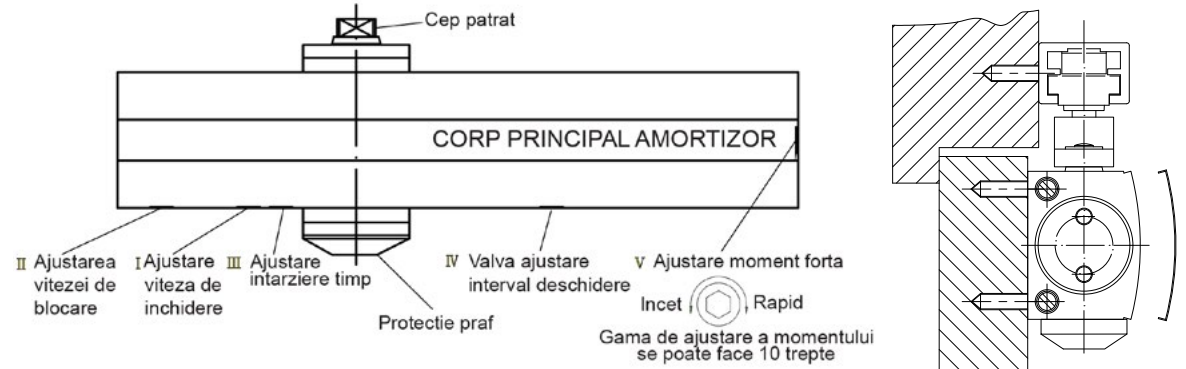 Cep patrat
CORP PRINCIPAL AMORTIZOR
II Ajustarea
vitezei de
blocare
I Ajustare
viteza de
inchidere
III Ajustare
intarziere timp
Protectie praf
IV Valva ajustare
interval deschidere
V Ajustare moment forta
Incet Rapid
Gama de ajustare a momentului
se poate face 10 trepte